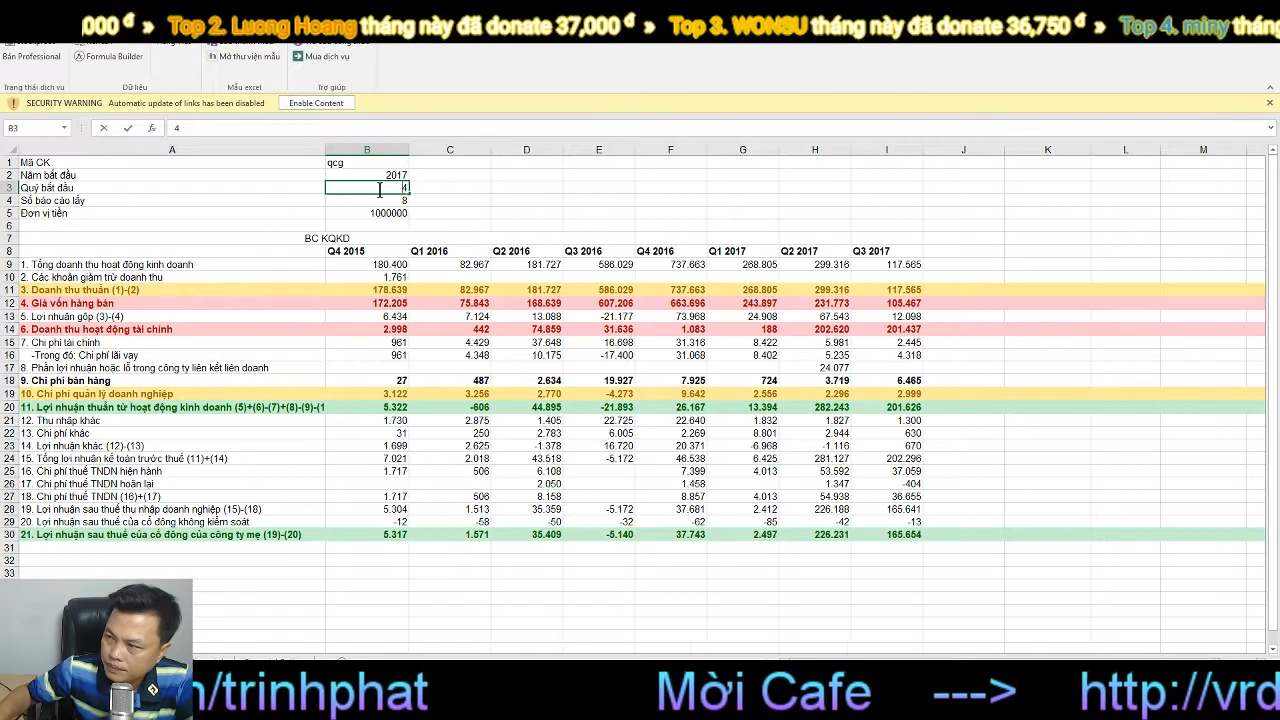 ,000 đ » Top 2. Luong Hoang tháng này đã donate 37,000 đ » Top 3. WONSU tháng này đã donate 36,750 đ » Top 4. miny tháng
Bán Professional Formula Builder Mở thư viện mẫu Mua dịch vụ
Trạng thái dịch vụ Dữ liệu Mẫu excel Trợ giúp
SECURITY WARNING Automatic update of links has been disabled Enable Content
B3 fx 4
A B C D E F G H I J K L M
1 Mã CK qcg
2 Năm bắt đầu 2017
3 Quý bắt đầu 4
4 Số báo cáo lấy 8
5 Đơn vị tiền 1000000
6
7 BC KQKD
8 Q4 2015 Q1 2016 Q2 2016 Q3 2016 Q4 2016 Q1 2017 Q2 2017 Q3 2017
9 1. Tổng doanh thu hoạt động kinh doanh 180.400 82.967 181.727 586.029 737.663 268.805 299.316 117.565
10 2. Các khoản giảm trừ doanh thu 1.761
11 3. Doanh thu thuần (1)-(2) 178.639 82.967 181.727 586.029 737.663 268.805 299.316 117.565
12 4. Giá vốn hàng bán 172.205 75.843 168.639 607.206 663.696 243.897 231.773 105.467
13 5. Lợi nhuận gộp (3)-(4) 6.434 7.124 13.088 -21.177 73.968 24.908 67.543 12.098
14 6. Doanh thu hoạt động tài chính 2.998 442 74.859 31.636 1.083 188 202.620 201.437
15 7. Chi phí tài chính 961 4.429 37.648 16.698 31.316 8.422 5.981 2.445
16 -Trong đó: Chi phí lãi vay 961 4.348 10.175 -17.400 31.068 8.402 5.235 4.318
17 8. Phần lợi nhuận hoặc lỗ trong công ty liên kết liên doanh 24.077
18 9. Chi phí bán hàng 27 487 2.634 19.927 7.925 724 3.719 6.465
19 10. Chi phí quản lý doanh nghiệp 3.122 3.256 2.770 -4.273 9.642 2.556 2.296 2.999
20 11. Lợi nhuận thuần từ hoạt động kinh doanh (5)+(6)-(7)+(8)-(9)-(1 5.322 -606 44.895 -21.893 26.167 13.394 282.243 201.626
21 12. Thu nhập khác 1.730 2.875 1.405 22.725 22.640 1.832 1.827 1.300
22 13. Chi phí khác 31 250 2.783 6.005 2.269 8.801 2.944 630
23 14. Lợi nhuận khác (12)-(13) 1.699 2.625 -1.378 16.720 20.371 -6.968 -1.116 670
24 15. Tổng lợi nhuận kế toán trước thuế (11)+(14) 7.021 2.018 43.518 -5.172 46.538 6.425 281.127 202.296
25 16. Chi phí thuế TNDN hiện hành 1.717 506 6.108 7.399 4.013 53.592 37.059
26 17. Chi phí thuế TNDN hoãn lại 2.050 1.458 1.347 -404
27 18. Chi phí thuế TNDN (16)+(17) 1.717 506 8.158 8.857 4.013 54.938 36.655
28 19. Lợi nhuận sau thuế thu nhập doanh nghiệp (15)-(18) 5.304 1.513 35.359 -5.172 37.681 2.412 226.188 165.641
29 20. Lợi nhuận sau thuế của cổ đông không kiểm soát -12 -58 -50 -32 -62 -85 -42 -13
30 21. Lợi nhuận sau thuế của cổ đông của công ty mẹ (19)-(20) 5.317 1.571 35.409 -5.140 37.743 2.497 226.231 165.654
31
32
33
n/trinhphat Mời Cafe ---> http://vrd